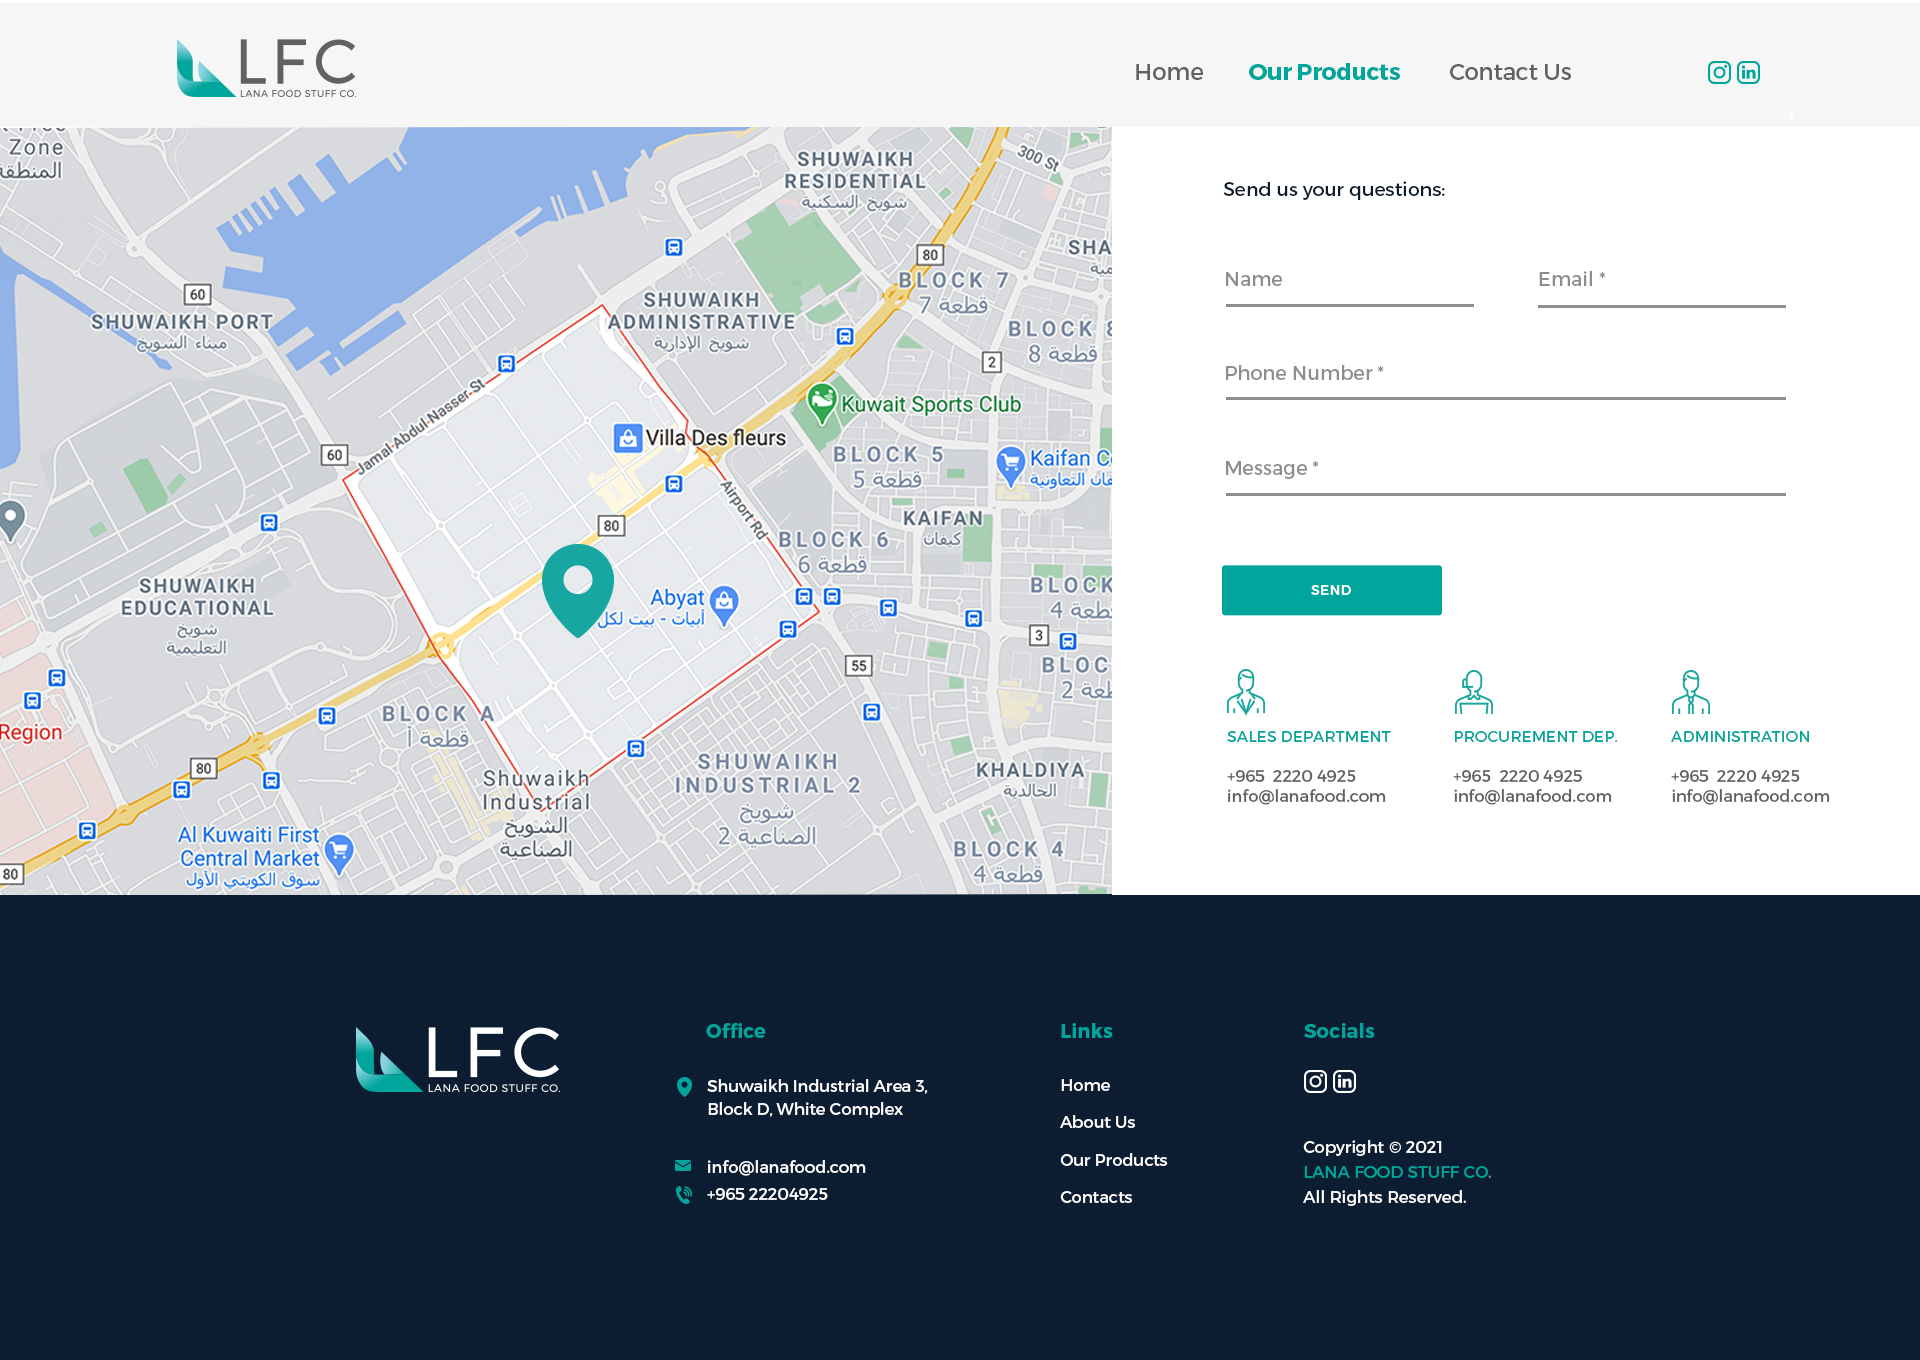 LFC
LANA FOOD STUFF CO.
Home
Our Products
Contact Us
Zone
المنطقة
SHUWAIKH
RESIDENTIAL
شويخ السكنية
300 St
80
BLOCK 7
قطعة 7
60
SHUWAIKH PORT
ميناء الشويخ
SHUWAIKH
ADMINISTRATIVE
شويخ الإدارية
BLOCK 8
قطعة 8
2
Jamal Abdul Nasser St
60
Villa Des fleurs
Kuwait Sports Club
BLOCK 5
قطعة 5
Kaifan
التعاونية
Airport Rd
80
KAIFAN
كيفان
BLOCK 6
قطعة 6
SHUWAIKH
EDUCATIONAL
شويخ
التعليمية
Abyat
أبيات - بيت لكل
BLOCK
3
55
Region
BLOCK A
قطعة أ
80
Shuwaikh
Industrial
الشويخ
الصناعية
SHUWAIKH
INDUSTRIAL 2
شويخ
الصناعية 2
KHALDIYA
الخالدية
Al Kuwaiti First
Central Market
سوق الكويتي الأول
80
BLOCK 4
قطعة 4
Send us your questions:
Name
Email *
Phone Number *
Message *
SEND
SALES DEPARTMENT
+965 2220 4925
info@lanafood.com
PROCUREMENT DEP.
+965 2220 4925
info@lanafood.com
ADMINISTRATION
+965 2220 4925
info@lanafood.com
LFC
LANA FOOD STUFF CO.
Office
Shuwaikh Industrial Area 3,
Block D, White Complex
info@lanafood.com
+965 22204925
Links
Home
About Us
Our Products
Contacts
Socials
Copyright © 2021
LANA FOOD STUFF CO.
All Rights Reserved.